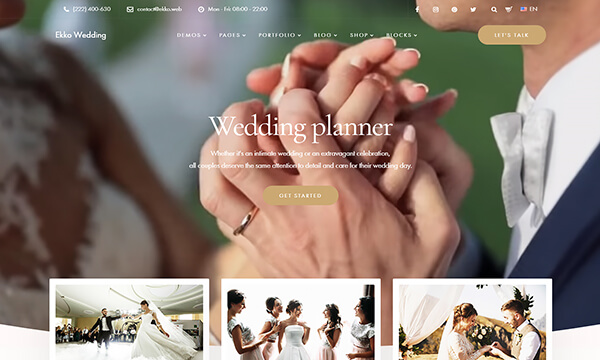 (222) 400-630 contact@ekko.web Mon - Fri: 08:00 - 22:00 EN
Ekko Wedding DEMOS PAGES PORTFOLIO BLOG SHOP BLOCKS LET'S TALK
Wedding planner
Whether it's an intimate wedding or an extravagant celebration,
all couples deserve the same attention to detail and care for their wedding day.
GET STARTED